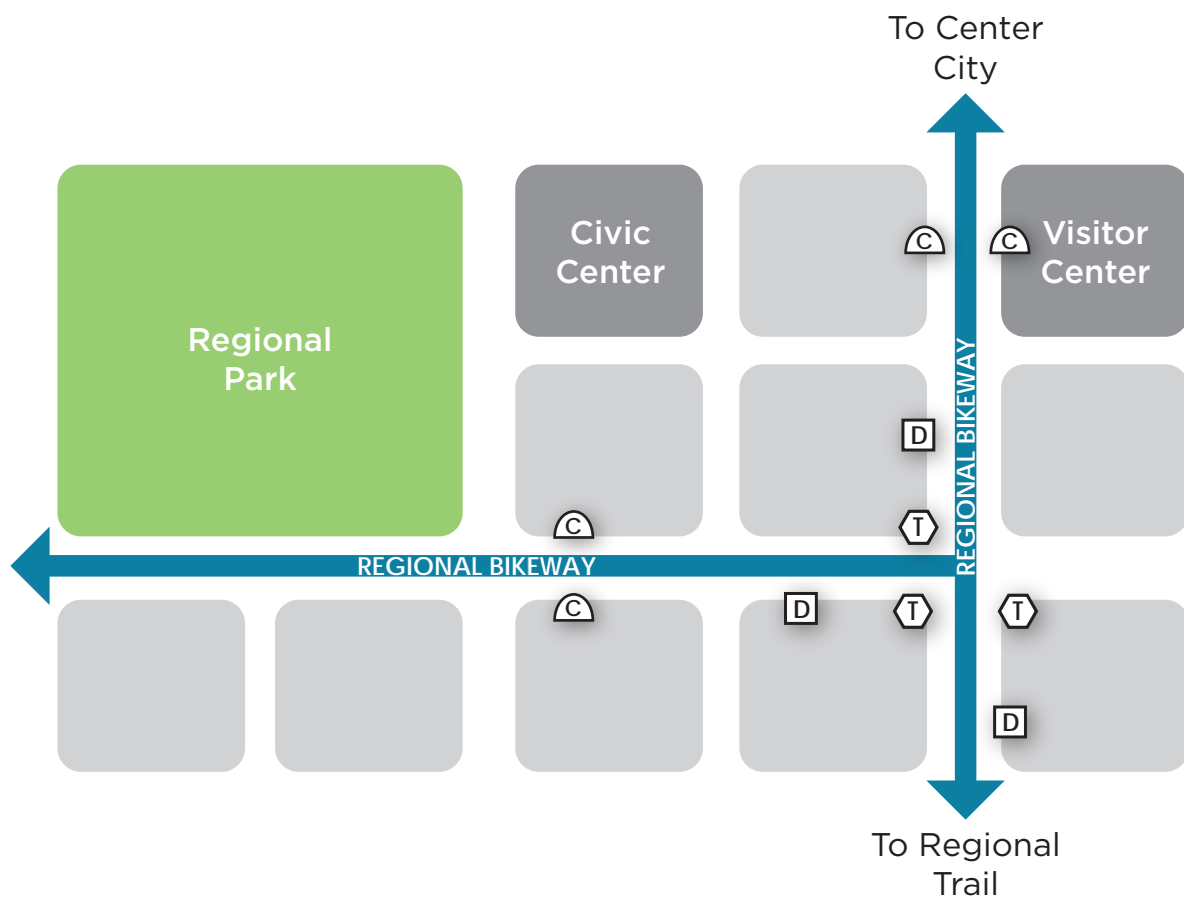 To Center
City
Civic
Center
C
C
Visitor
Center
Regional
Park
D
REGIONAL BIKEWAY
C
T
REGIONAL BIKEWAY
C
D
T
T
D
To Regional
Trail